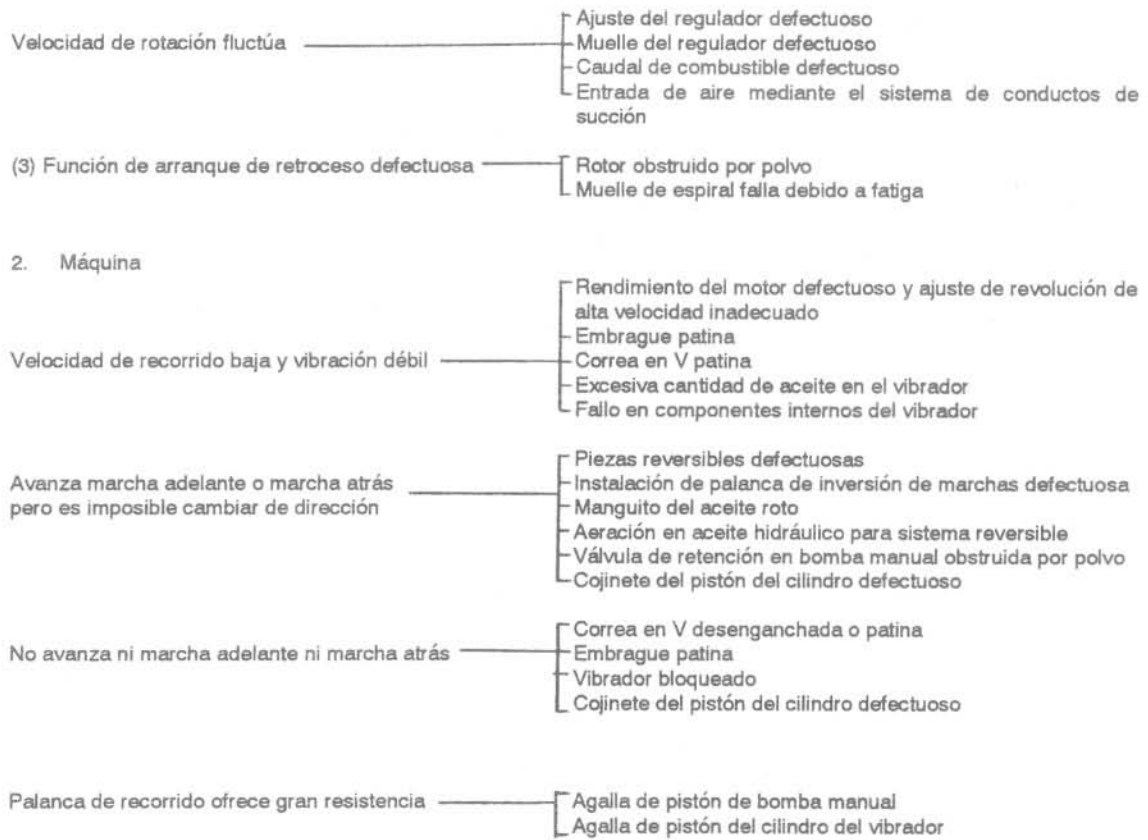 Velocidad de rotación fluctúa
Ajuste del regulador defectuoso
Muelle del regulador defectuoso
Caudal de combustible defectuoso
Entrada de aire mediante el sistema de conductos de
succión
(3) Función de arranque de retroceso defectuosa
Rotor obstruido por polvo
Muelle de espiral falla debido a fatiga
2. Máquina
Velocidad de recorrido baja y vibración débil
Rendimiento del motor defectuoso y ajuste de revolución de
alta velocidad inadecuado
Embrague patina
Correa en V patina
Excesiva cantidad de aceite en el vibrador
Fallo en componentes internos del vibrador
Avanza marcha adelante o marcha atrás
pero es imposible cambiar de dirección
Piezas reversibles defectuosas
Instalación de palanca de inversión de marchas defectuosa
Manguito del aceite roto
Aeración en aceite hidráulico para sistema reversible
Válvula de retención en bomba manual obstruida por polvo
Cojinete del pistón del cilindro defectuoso
No avanza ni marcha adelante ni marcha atrás
Correa en V desenganchada o patina
Embrague patina
Vibrador bloqueado
Cojinete del pistón del cilindro defectuoso
Palanca de recorrido ofrece gran resistencia
Agalla de pistón de bomba manual
Agalla de pistón del cilindro del vibrador